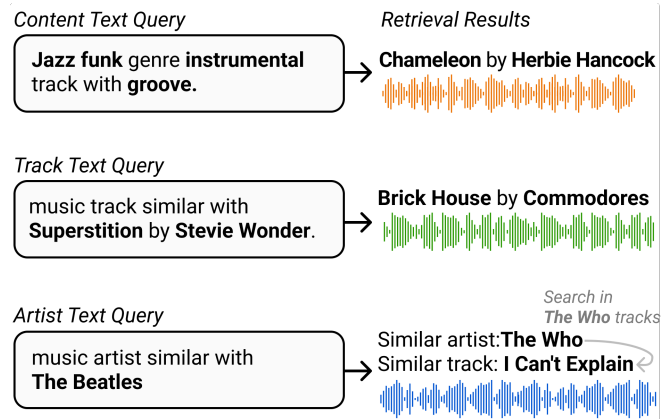 Content Text Query
Retrieval Results
Jazz funk genre instrumental
track with groove.
Chameleon by Herbie Hancock
Track Text Query
music track similar with
Superstition by Stevie Wonder.
Brick House by Commodores
Artist Text Query
music artist similar with
The Beatles
Search in
The Who tracks
Similar artist:The Who
Similar track: I Can't Explain